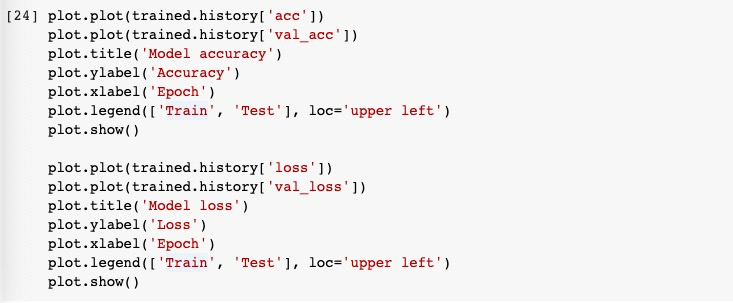 [24] plot.plot(trained.history['acc'])
plot.plot(trained.history['val_acc'])
plot.title('Model accuracy')
plot.ylabel('Accuracy')
plot.xlabel('Epoch')
plot.legend(['Train', 'Test'], loc='upper left')
plot.show()

plot.plot(trained.history['loss'])
plot.plot(trained.history['val_loss'])
plot.title('Model loss')
plot.ylabel('Loss')
plot.xlabel('Epoch')
plot.legend(['Train', 'Test'], loc='upper left')
plot.show()